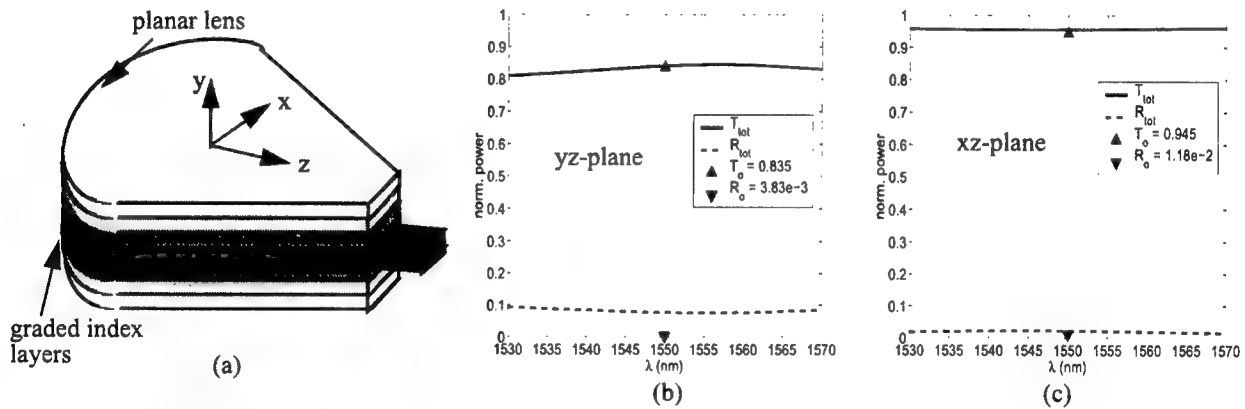 planar lens
y
x
z
graded index
layers
(a)
1
0.9
0.8
0.7
0.6
0.5
0.4
0.3
0.2
0.1
0
norm. power
yz-plane
T_tot
R_tot
T_o = 0.835
R_o = 3.83e-3
1530 1535 1540 1545 1550 1555 1560 1565 1570
λ (nm)
(b)
1
0.9
0.8
0.7
0.6
0.5
0.4
0.3
0.2
0.1
0
norm. power
xz-plane
T_tot
R_tot
T_o = 0.945
R_o = 1.18e-2
1530 1535 1540 1545 1550 1555 1560 1565 1570
λ (nm)
(c)